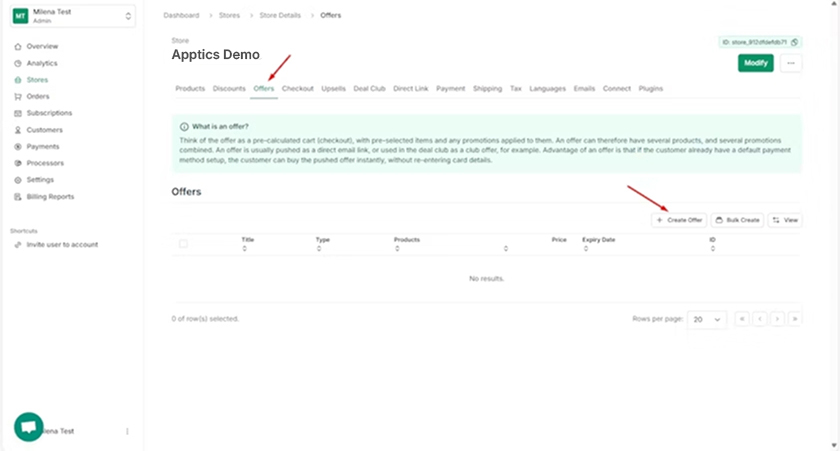 MT
Milena Test
Admin
Overview
Analytics
Stores
Orders
Subscriptions
Customers
Payments
Processors
Settings
Billing Reports
Shortcuts
Invite user to account
lena Test
Dashboard > Stores > Store Details > Offers
Store
Apptics Demo
Modify
Products Discounts Offers Checkout Upsells Deal Club Direct Link Payment Shipping Tax Languages Emails Connect Plugins
What is an offer?
Think of the offer as a pre-calculated cart (checkout), with pre-selected items and any promotions applied to them. An offer can therefore have several products, and several promotions
combined. An offer is usually pushed as a direct email link, or used in the deal club as a club offer, for example. Advantage of an offer is that if the customer already have a default payment
method setup, the customer can buy the pushed offer instantly, without re-entering card details.
Offers
+ Create Offer Bulk Create View
Title Type Products Price Expiry Date ID
No results.
0 of row(s) selected.
Rows per page: 20